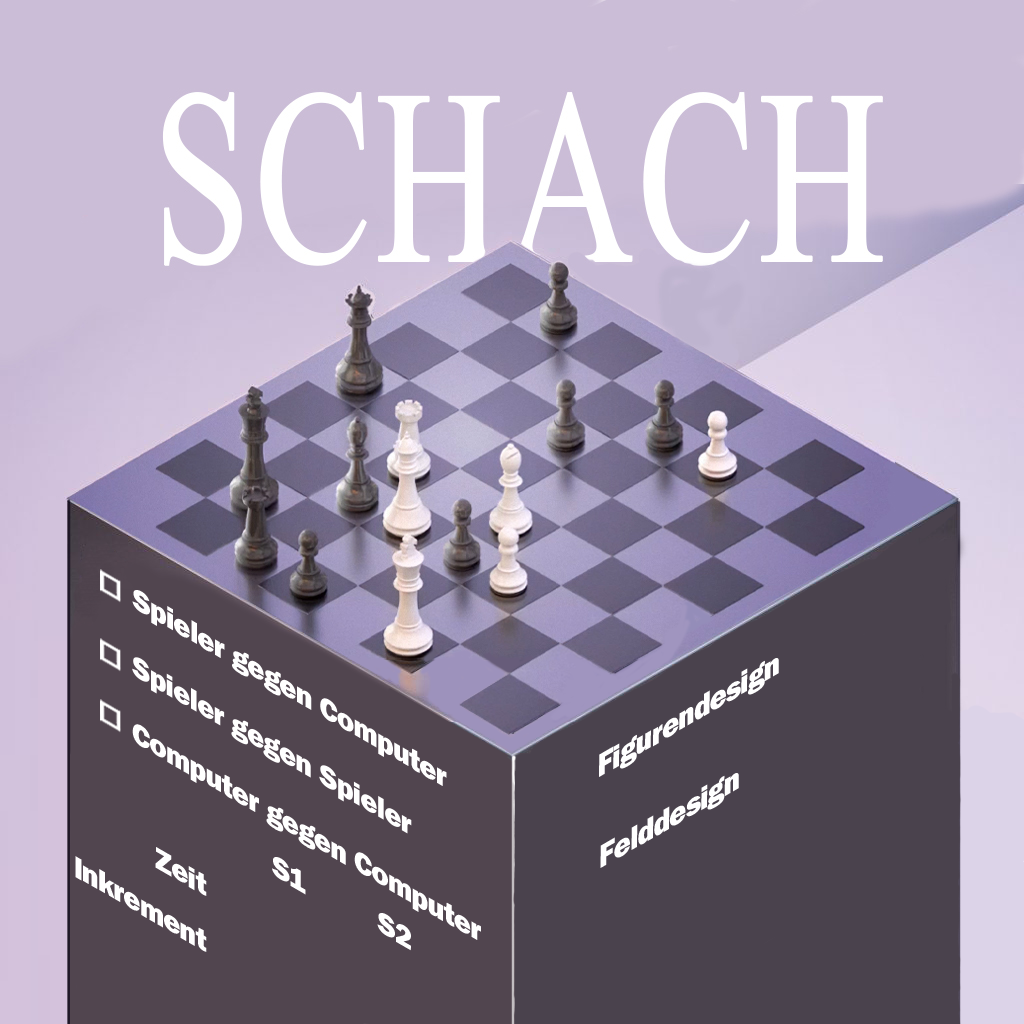 SCHACH
Spieler gegen Computer
Spieler gegen Spieler
Computer gegen Computer
Zeit S1 S2
Inkrement
Figurendesign
Felddesign